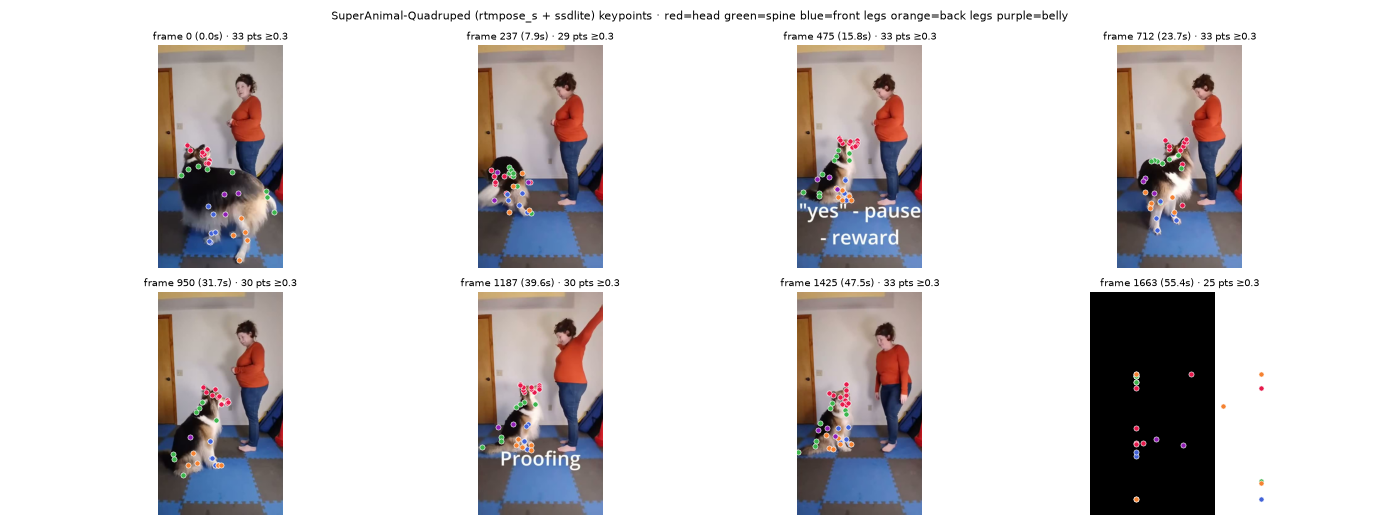 SuperAnimal-Quadruped (rtmpose_s + ssdlite) keypoints · red=head green=spine blue=front legs orange=back legs purple=belly
frame 0 (0.0s) · 33 pts ≥0.3
frame 237 (7.9s) · 29 pts ≥0.3
frame 475 (15.8s) · 33 pts ≥0.3
frame 712 (23.7s) · 33 pts ≥0.3
"yes" - pause
- reward
frame 950 (31.7s) · 30 pts ≥0.3
frame 1187 (39.6s) · 30 pts ≥0.3
frame 1425 (47.5s) · 33 pts ≥0.3
frame 1663 (55.4s) · 25 pts ≥0.3
Proofing